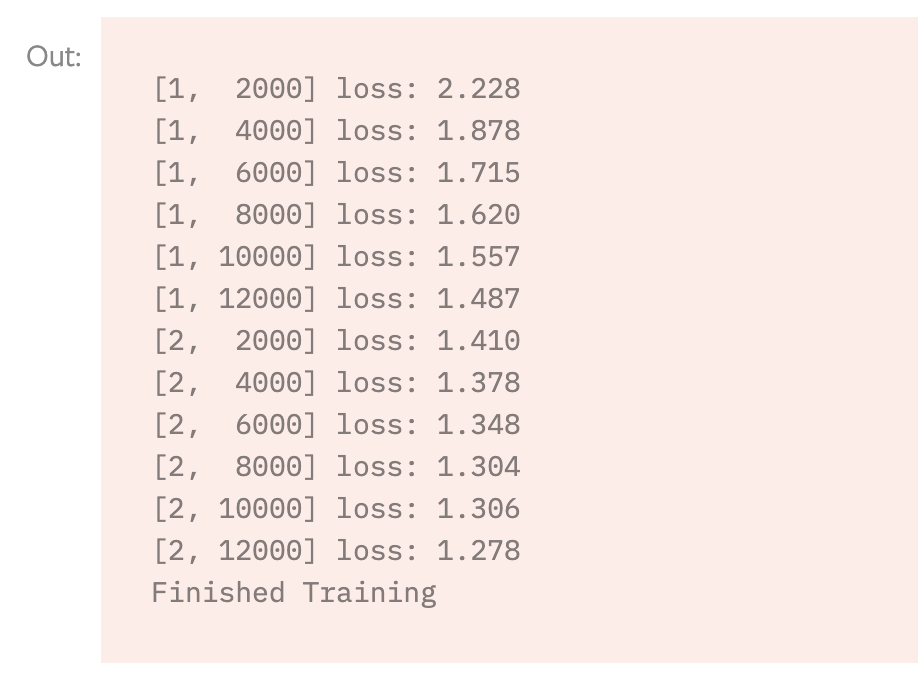 Out:
[1,  2000] loss: 2.228
[1,  4000] loss: 1.878
[1,  6000] loss: 1.715
[1,  8000] loss: 1.620
[1, 10000] loss: 1.557
[1, 12000] loss: 1.487
[2,  2000] loss: 1.410
[2,  4000] loss: 1.378
[2,  6000] loss: 1.348
[2,  8000] loss: 1.304
[2, 10000] loss: 1.306
[2, 12000] loss: 1.278
Finished Training